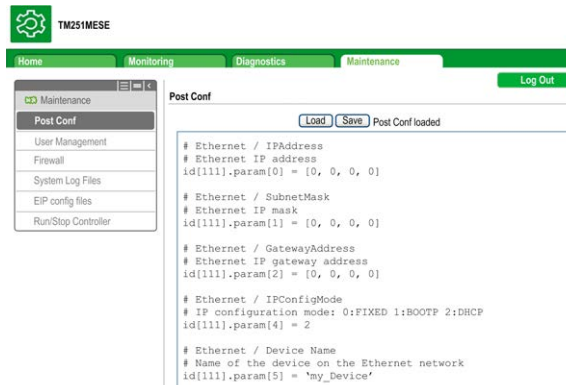 TM251MESE
Home Monitoring Diagnostics Maintenance
Log Out
Maintenance
Post Conf
User Management
Firewall
System Log Files
EIP config files
Run/Stop Controller
Post Conf
Load Save Post Conf loaded
# Ethernet / IPAddress
# Ethernet IP address
id[111].param[0] = [0, 0, 0, 0]
# Ethernet / SubnetMask
# Ethernet IP mask
id[111].param[1] = [0, 0, 0, 0]
# Ethernet / GatewayAddress
# Ethernet IP gateway address
id[111].param[2] = [0, 0, 0, 0]
# Ethernet / IPConfigMode
# IP configuration mode: 0:FIXED 1:BOOTP 2:DHCP
id[111].param[4] = 2
# Ethernet / Device Name
# Name of the device on the Ethernet network
id[111].param[5] = ‘my_Device’